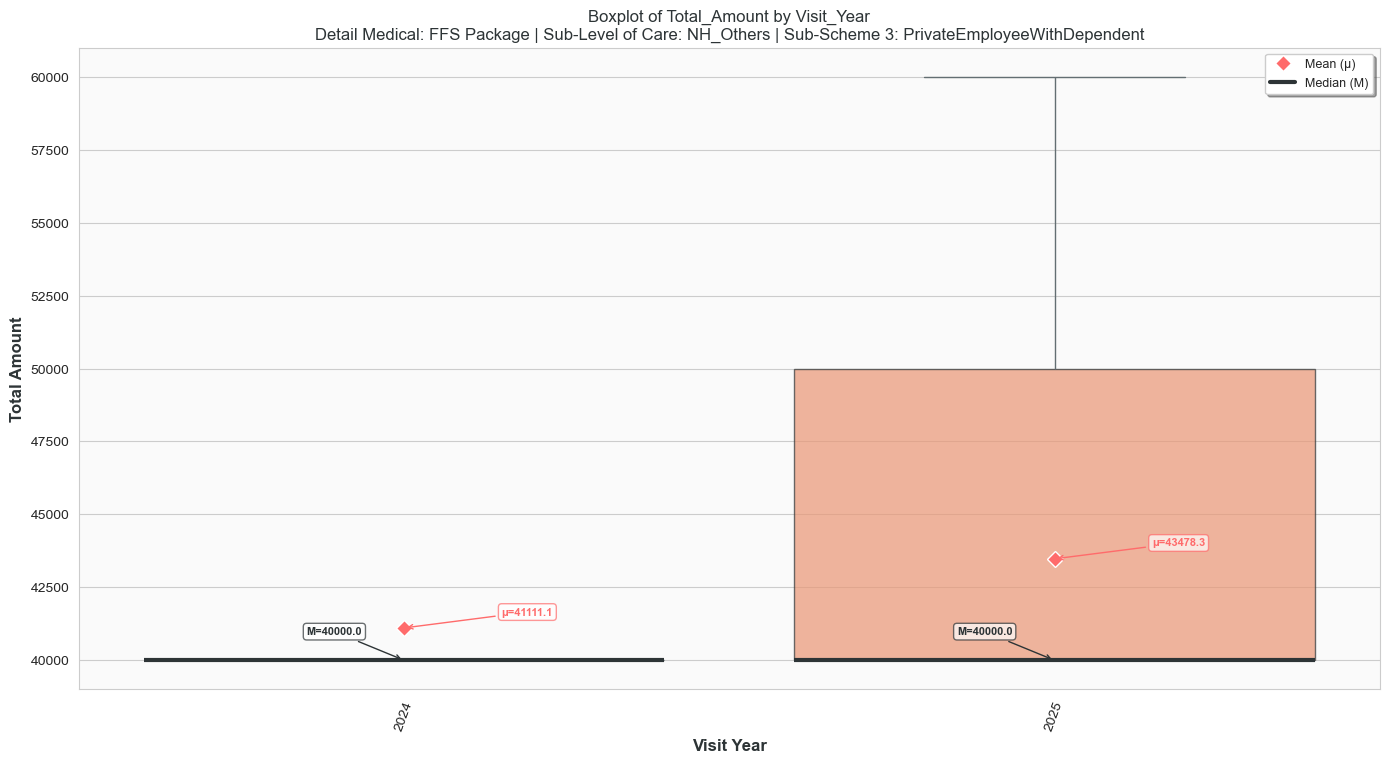 Boxplot of Total_Amount by Visit_Year
Detail Medical: FFS Package | Sub-Level of Care: NH_Others | Sub-Scheme 3: PrivateEmployeeWithDependent
Mean (μ)
Median (M)
60000
57500
55000
52500
50000
47500
45000
42500
40000
Total Amount
M=40000.0
μ=41111.1
M=40000.0
μ=43478.3
2024
2025
Visit Year